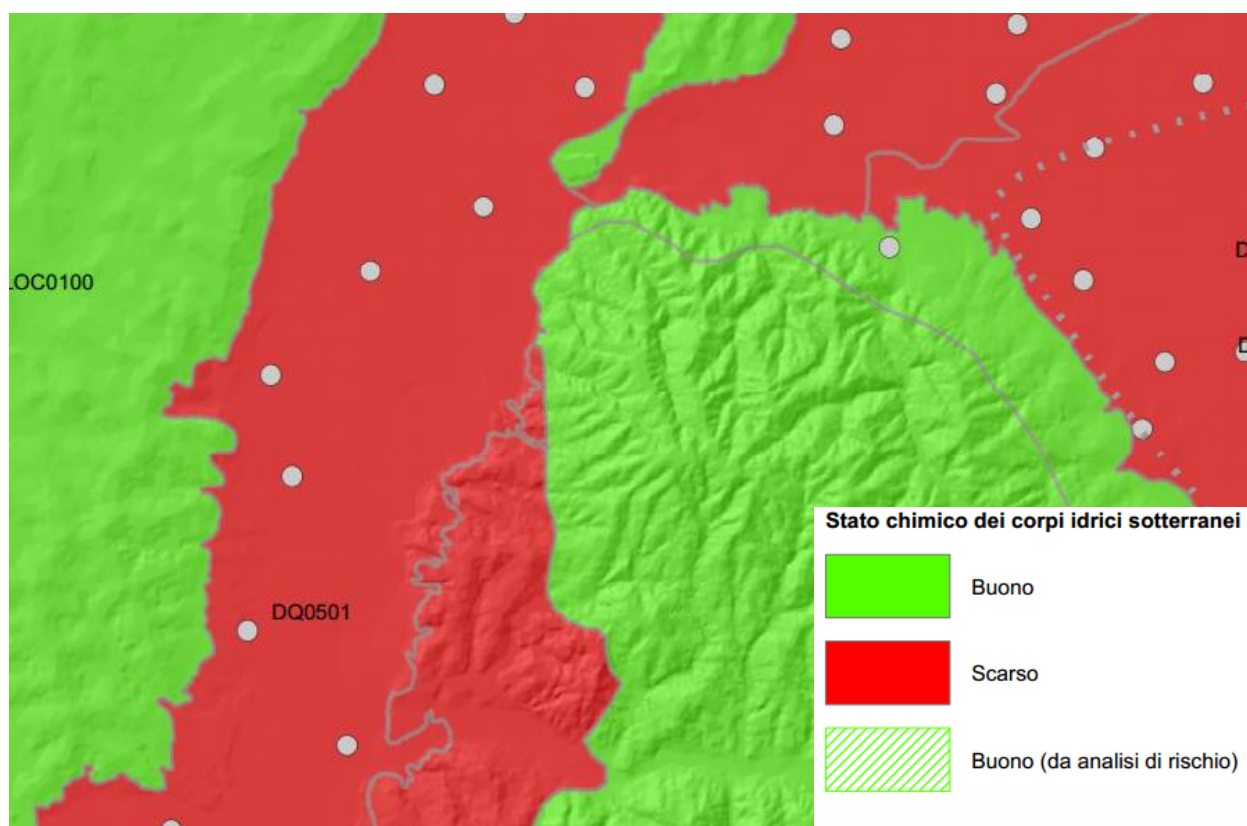 LOC0100
DQ0501
Stato chimico dei corpi idrici sotterranei
Buono
Scarso
Buono (da analisi di rischio)